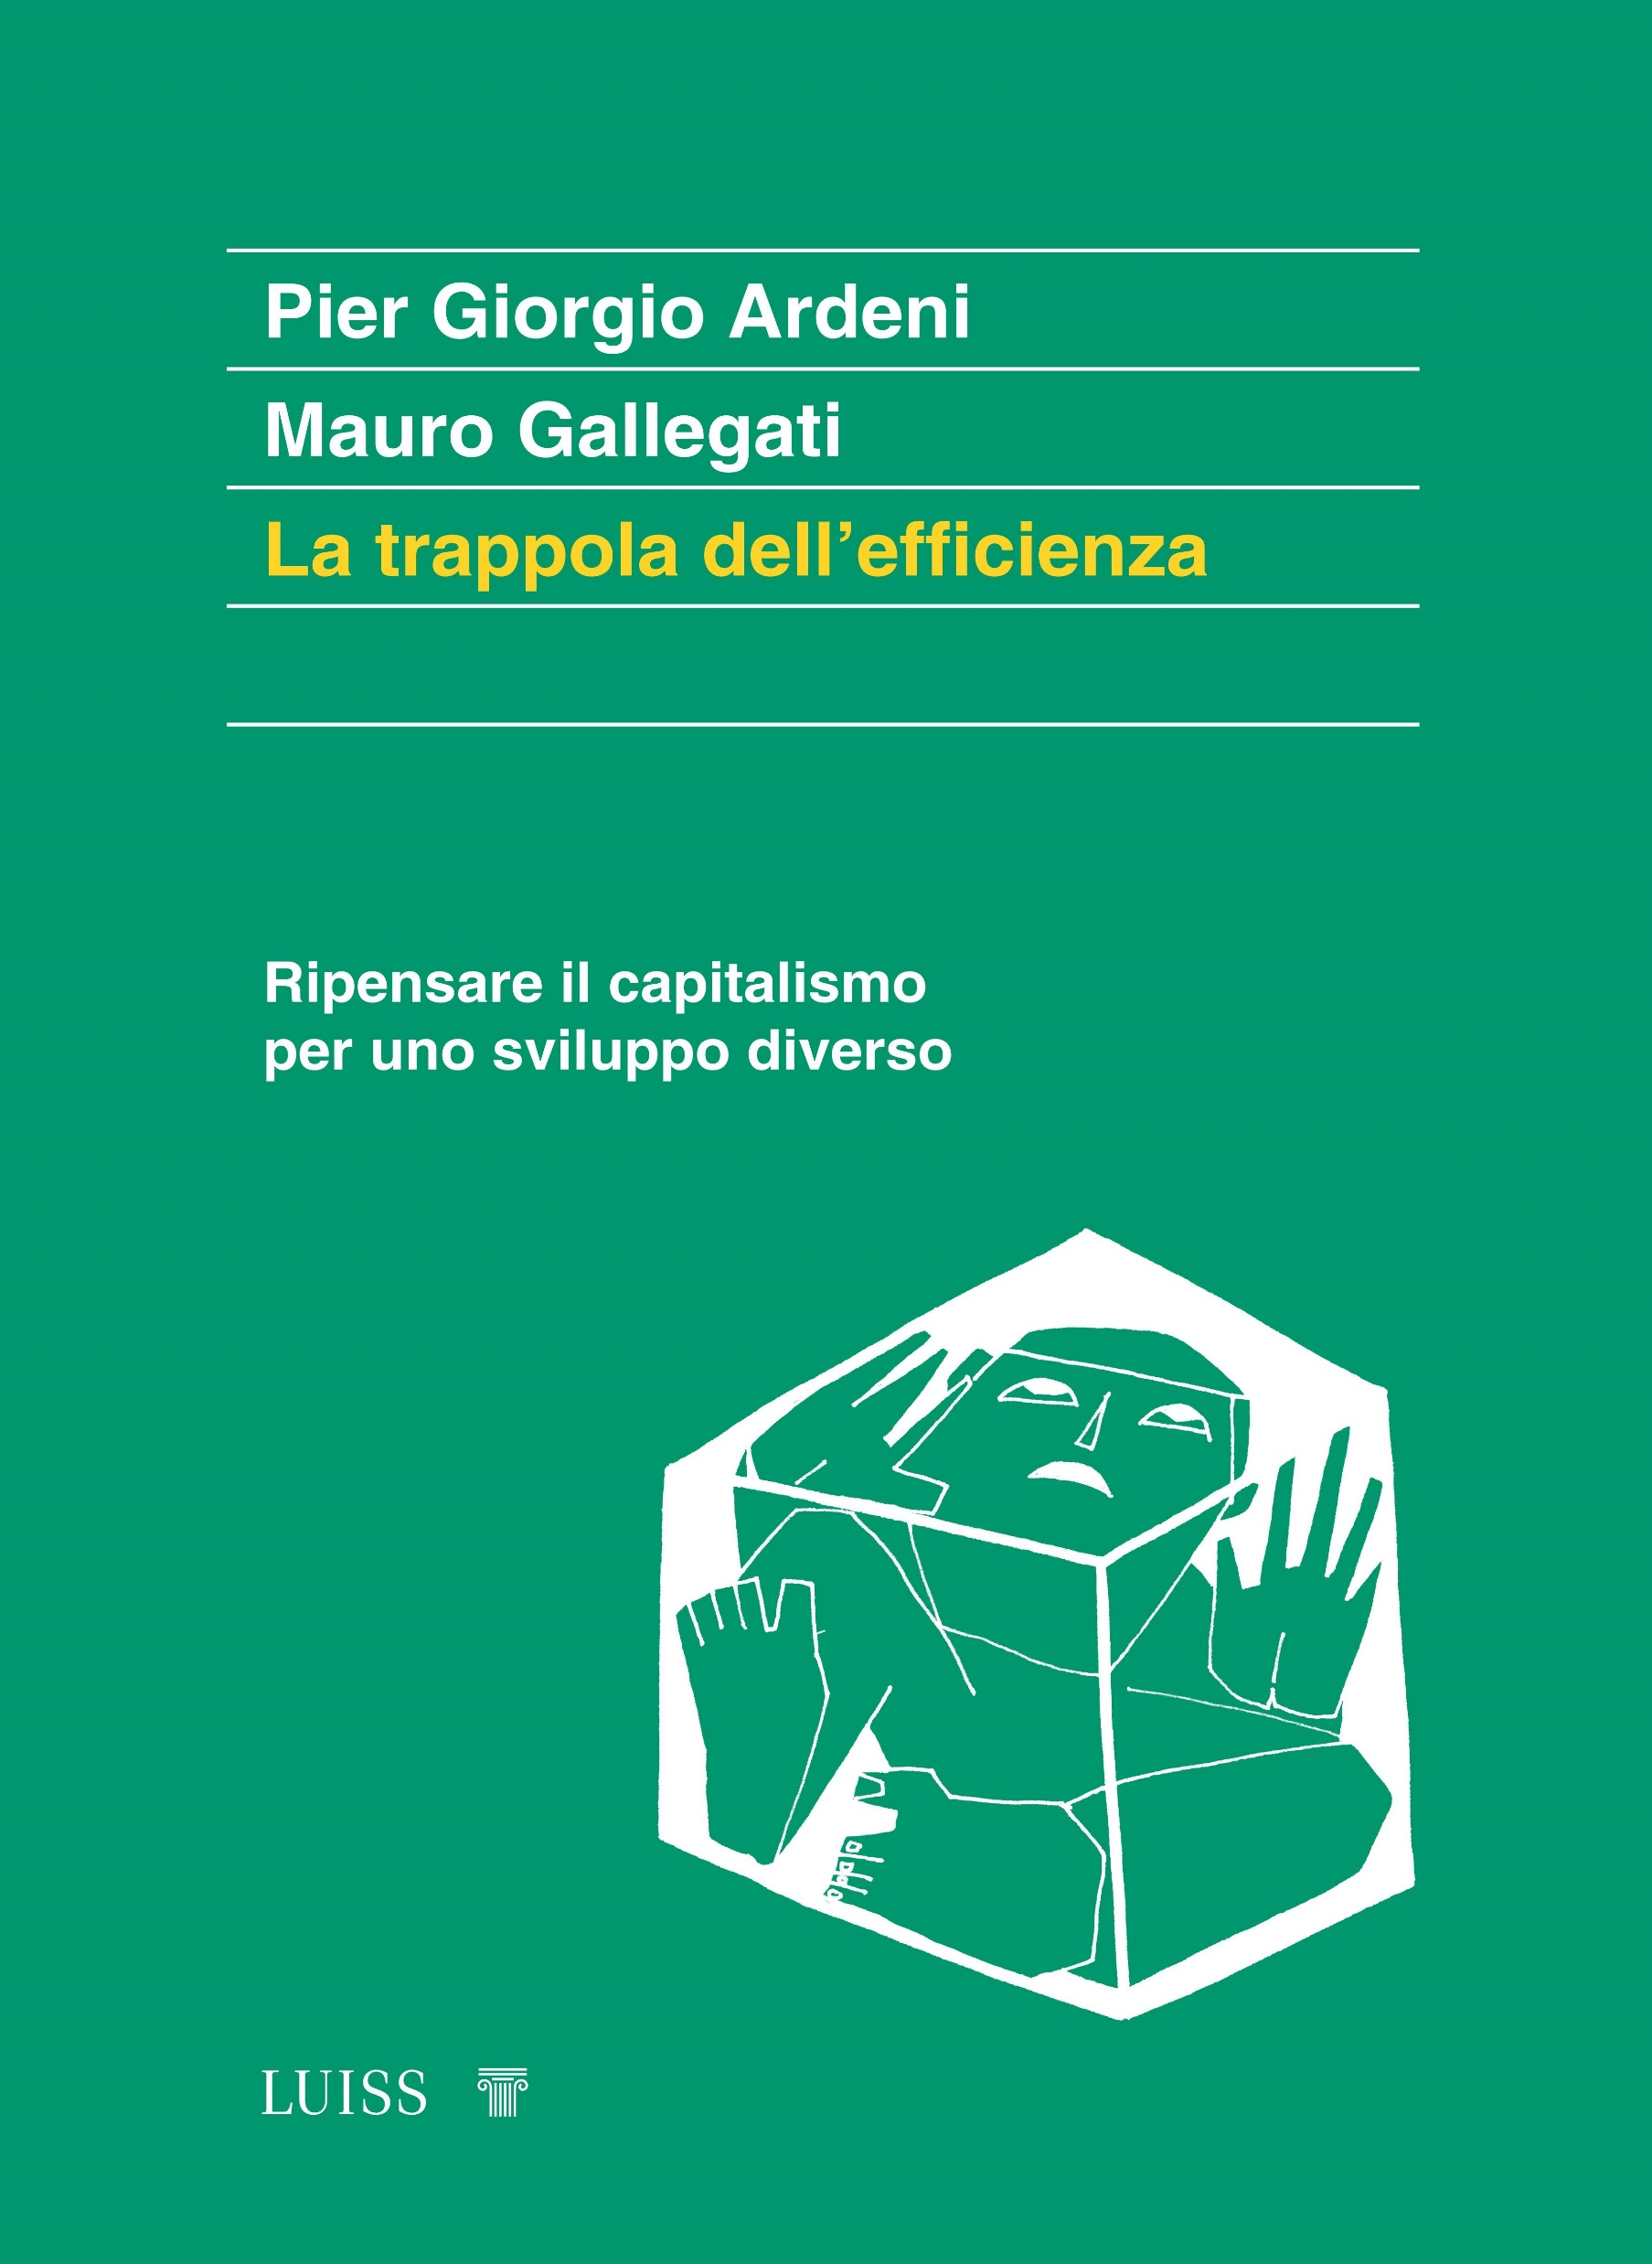 Pier Giorgio Ardeni
Mauro Gallegati
La trappola dell’efficienza
Ripensare il capitalismo
per uno sviluppo diverso
LUISS